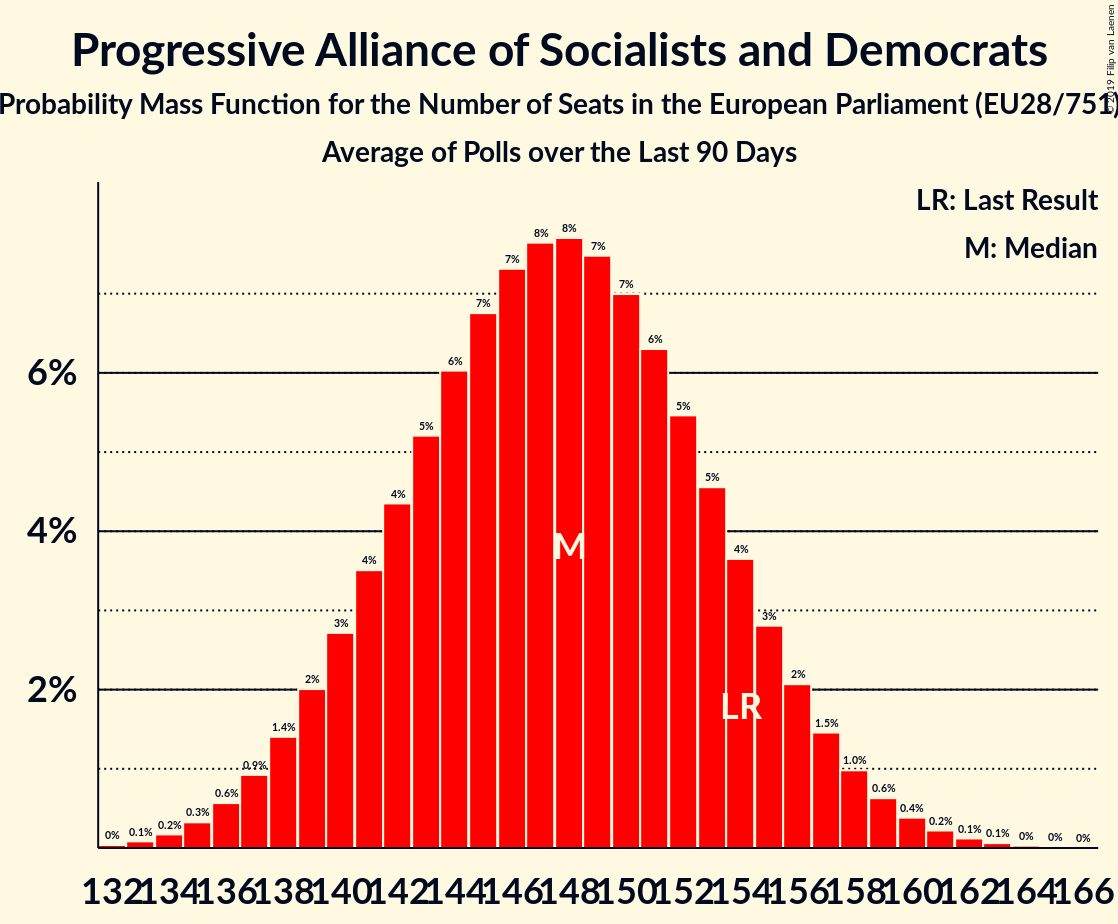 Progressive Alliance of Socialists and Democrats
Probability Mass Function for the Number of Seats in the European Parliament (EU28/751)
Average of Polls over the Last 90 Days
© 2019 Filip van Laenen
LR: Last Result
M: Median
8% 8%
7% 7%
7% 7%
6% 6%
6%
5% 5%
4% 5%
4%
4% 4%
3% 3%
2% 2%
2%
M
LR
1.4% 1.5%
0.9% 1.0%
0% 0.1% 0.2% 0.3% 0.6% 0.6% 0.4% 0.2% 0.1% 0.1% 0% 0% 0%
132 134 136 138 140 142 144 146 148 150 152 154 156 158 160 162 164 166